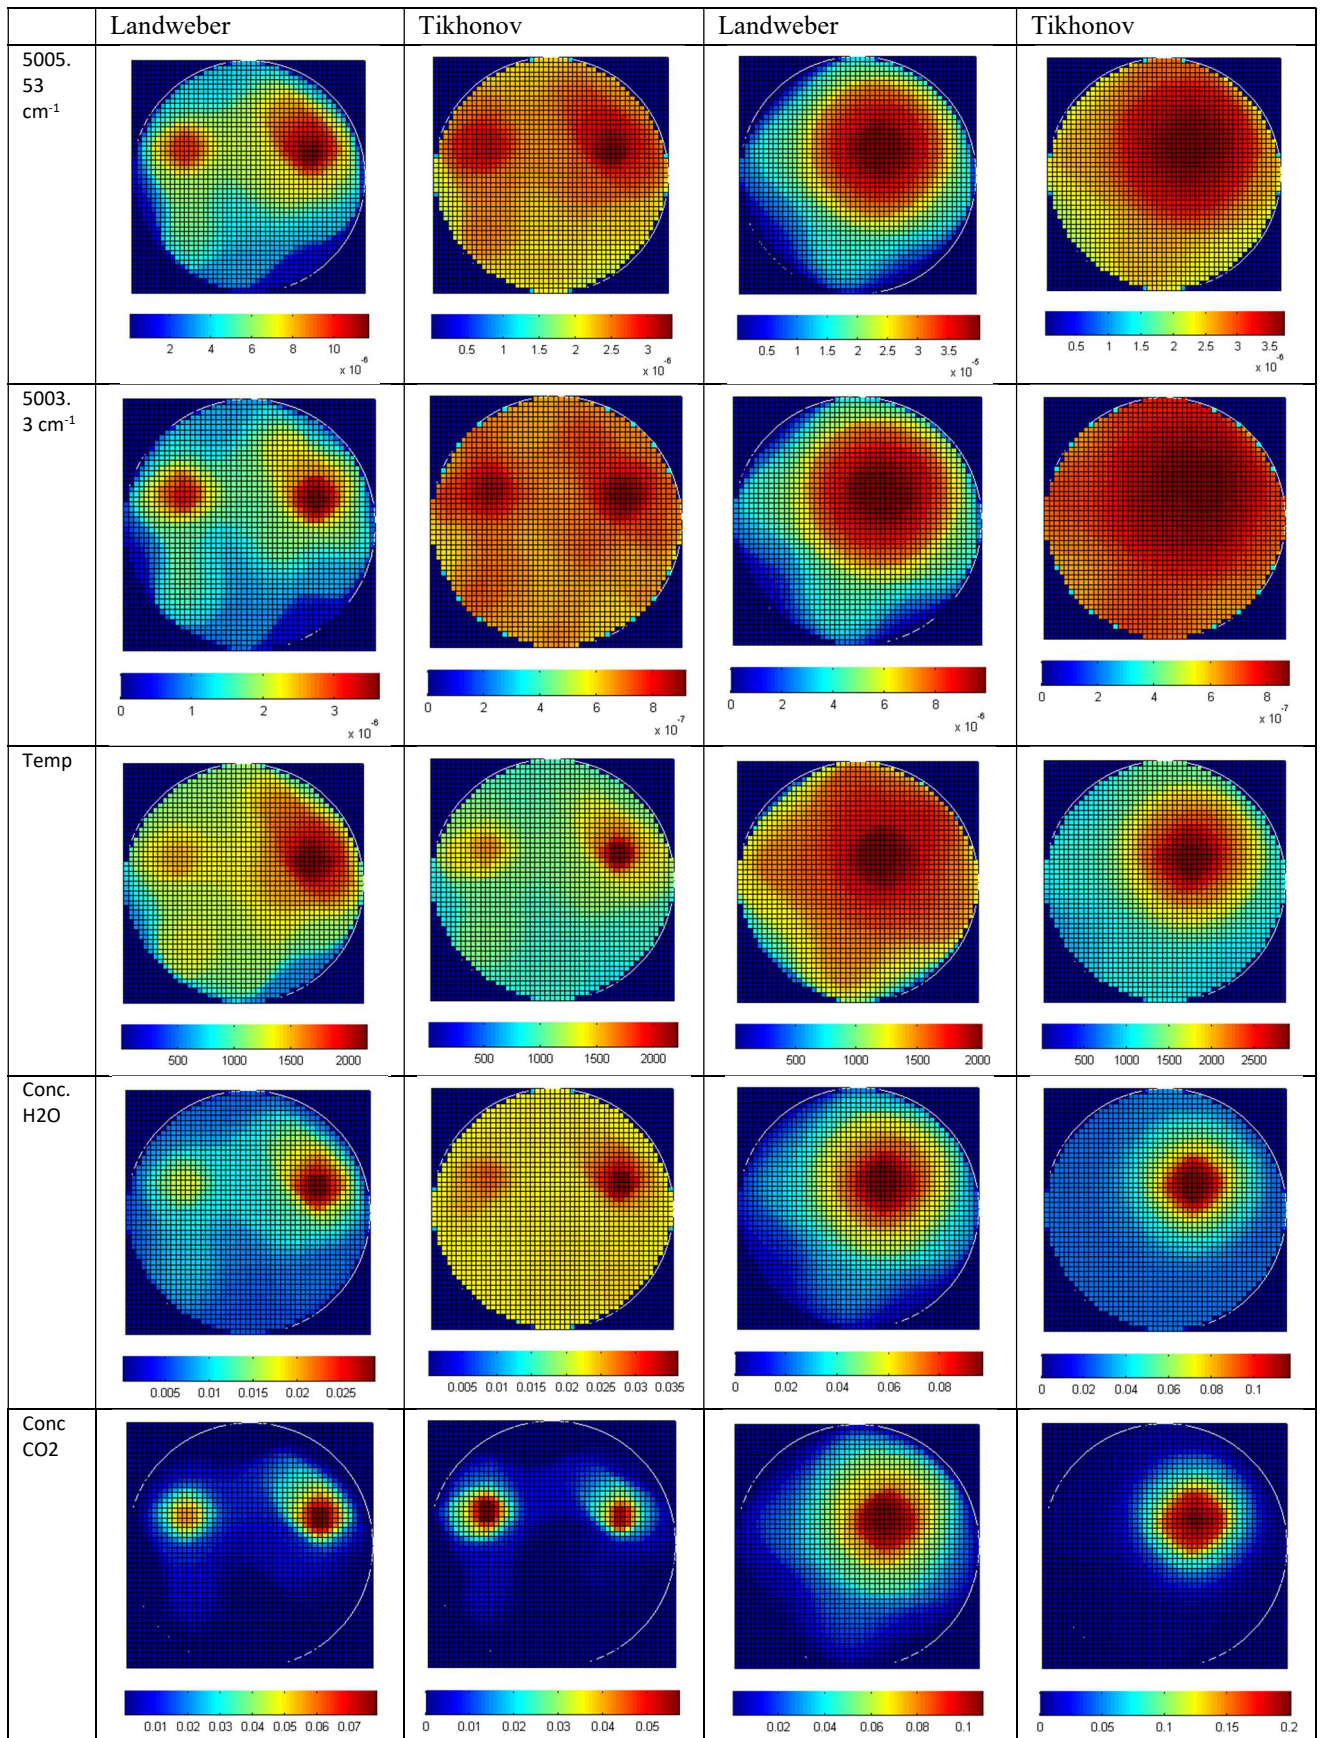 Landweber Tikhonov Landweber Tikhonov
5005.
53
cm-1
2 4 6 8 10
x 10-6
0.5 1 1.5 2 2.5 3
x 10-6
0.5 1 1.5 2 2.5 3 3.5
x 10-5
0.5 1 1.5 2 2.5 3 3.5
x 10-6
5003.
3 cm-1
0 1 2 3
x 10-6
0 2 4 6 8
x 10-7
0 2 4 6 8
x 10-6
0 2 4 6 8
x 10-7
Temp
500 1000 1500 2000
500 1000 1500 2000
500 1000 1500 2000
500 1000 1500 2000 2500
Conc.
H2O
0.005 0.01 0.015 0.02 0.025
0.005 0.01 0.015 0.02 0.025 0.03 0.035
0 0.02 0.04 0.06 0.08
0 0.02 0.04 0.06 0.08 0.1
Conc
CO2
0.01 0.02 0.03 0.04 0.05 0.06 0.07
0 0.01 0.02 0.03 0.04 0.05
0.02 0.04 0.06 0.08 0.1
0 0.05 0.1 0.15 0.2